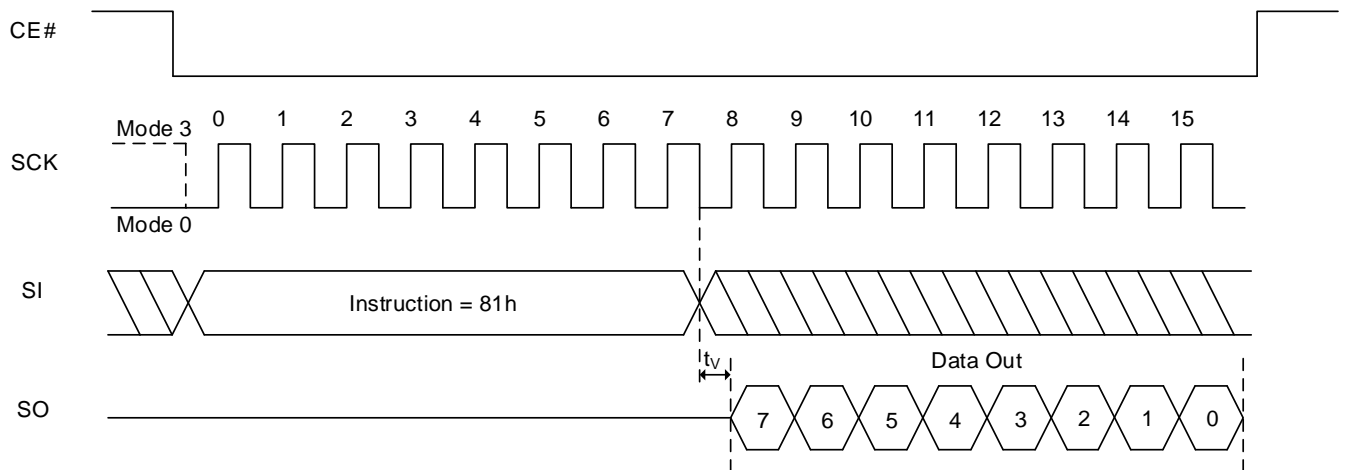 CE#
Mode 3
0 1 2 3 4 5 6 7 8 9 10 11 12 13 14 15
SCK
Mode 0
SI
Instruction = 81h
tV
Data Out
SO
7 6 5 4 3 2 1 0